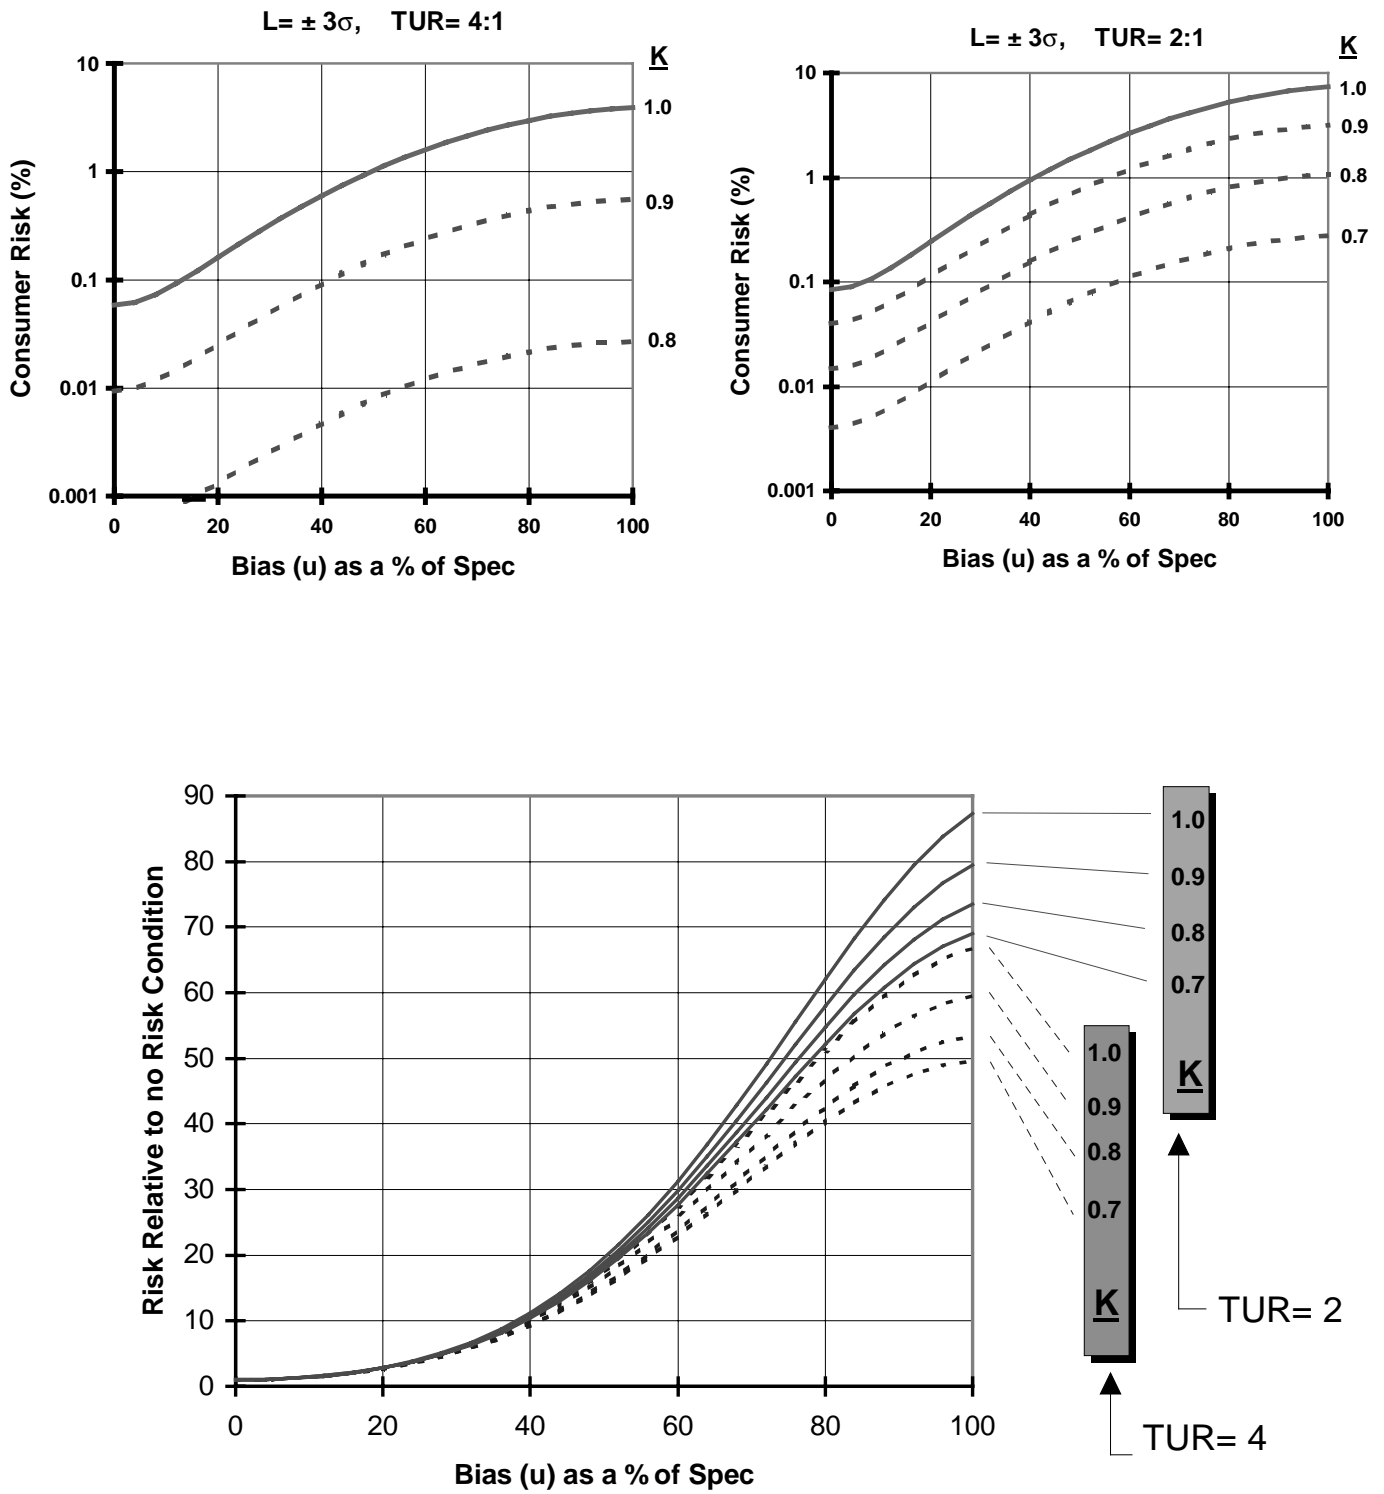 L= ± 3σ, TUR= 4:1
K
10
1
0.1
0.01
0.001
Consumer Risk (%)
1.0
0.9
0.8
0 20 40 60 80 100
Bias (u) as a % of Spec
L= ± 3σ, TUR= 2:1
K
10
1
0.1
0.01
0.001
Consumer Risk (%)
1.0
0.9
0.8
0.7
0 20 40 60 80 100
Bias (u) as a % of Spec
90
80
70
60
50
40
30
20
10
0
Risk Relative to no Risk Condition
0 20 40 60 80 100
Bias (u) as a % of Spec
1.0
0.9
0.8
0.7
K
TUR= 2
1.0
0.9
0.8
0.7
K
TUR= 4